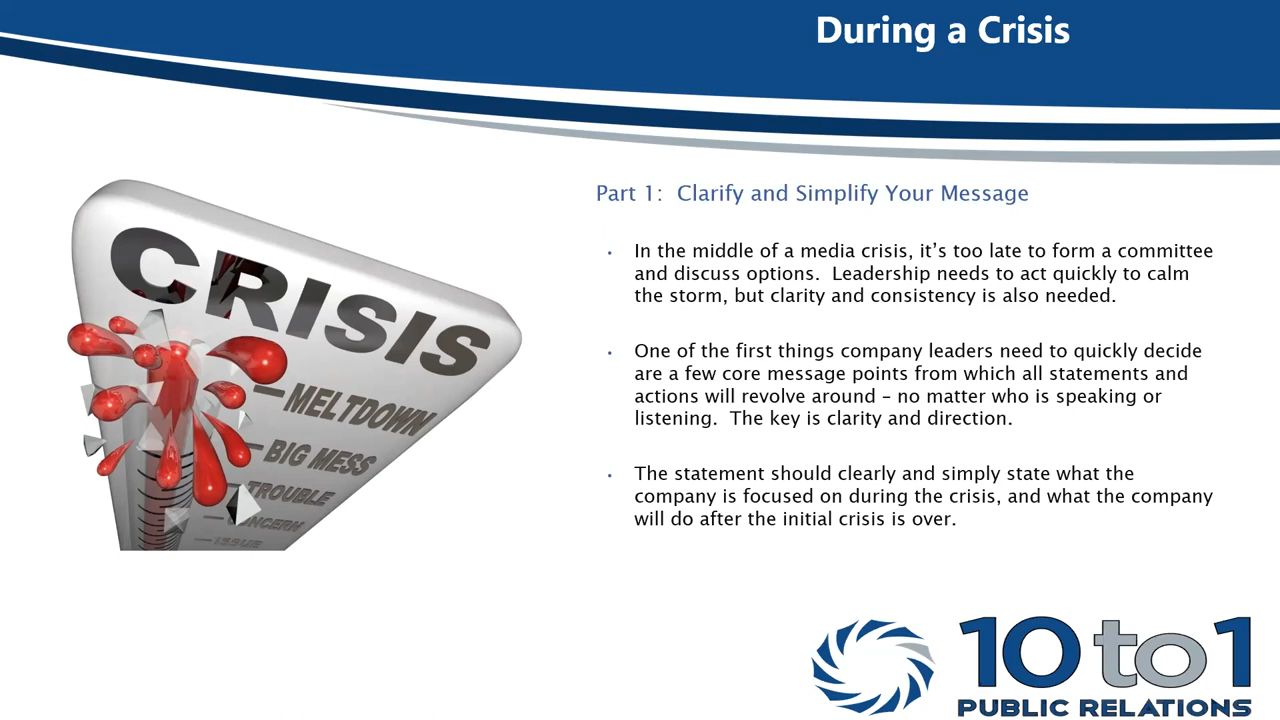 During a Crisis
CRISIS
MELTDOWN
BIG MESS
TROUBLE
CONCERN
ISSUE
Part 1:  Clarify and Simplify Your Message
• In the middle of a media crisis, it’s too late to form a committee
and discuss options.  Leadership needs to act quickly to calm
the storm, but clarity and consistency is also needed.
• One of the first things company leaders need to quickly decide
are a few core message points from which all statements and
actions will revolve around – no matter who is speaking or
listening.  The key is clarity and direction.
• The statement should clearly and simply state what the
company is focused on during the crisis, and what the company
will do after the initial crisis is over.
10to1
PUBLIC RELATIONS